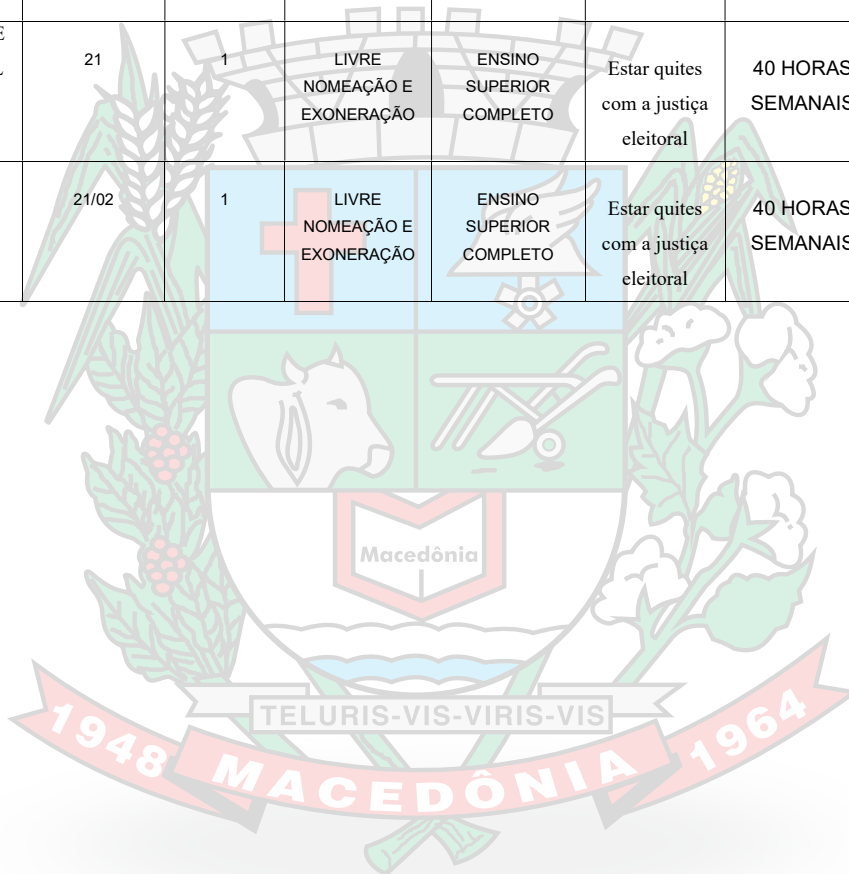 E
L
21
1
LIVRE
NOMEAÇÃO E
EXONERAÇÃO
ENSINO
SUPERIOR
COMPLETO
Estar quites
com a justiça
eleitoral
40 HORAS
SEMANAIS
21/02
1
LIVRE
NOMEAÇÃO E
EXONERAÇÃO
ENSINO
SUPERIOR
COMPLETO
Estar quites
com a justiça
eleitoral
40 HORAS
SEMANAIS
Macedônia
TELURIS-VIS-VIRIS-VIS
1948 MACEDÔNIA 1964